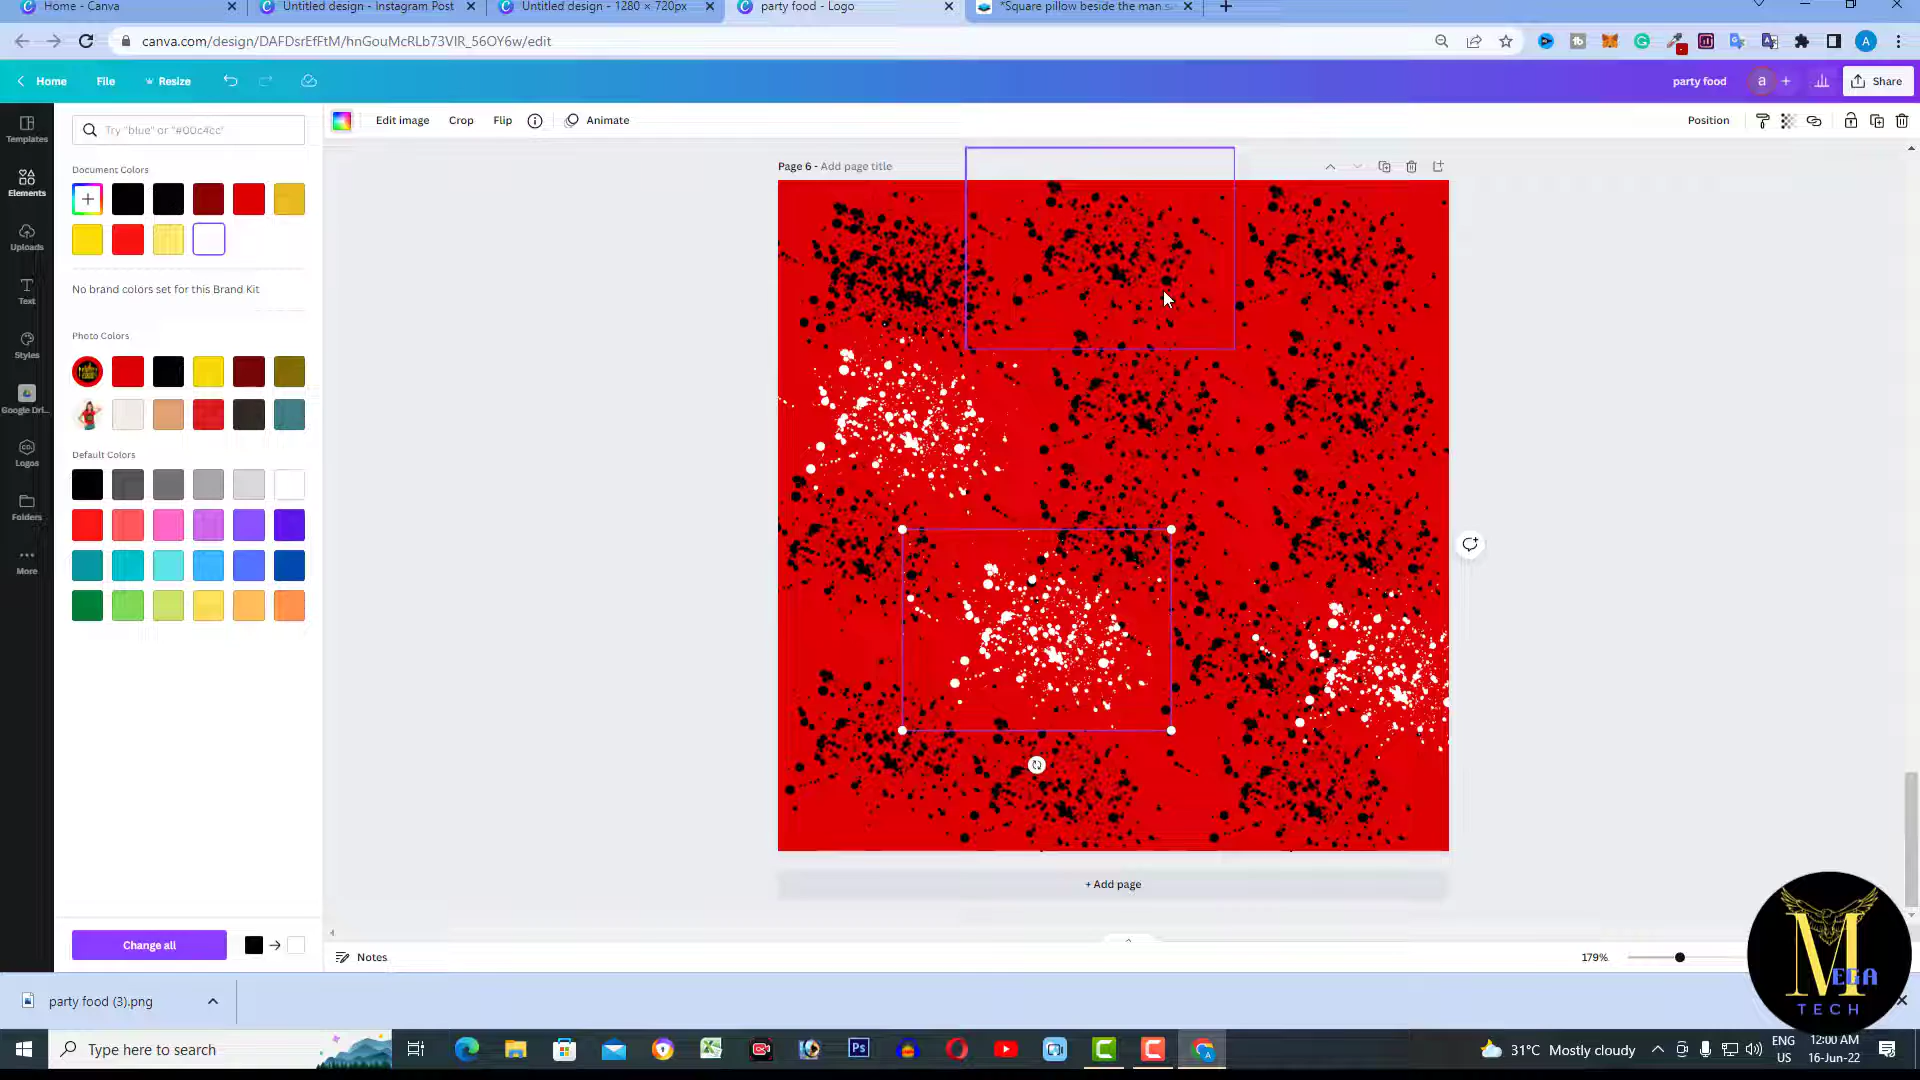 Home - Canva
Untitled design - Instagram Post
Untitled design - 1280 × 720px
party food - Logo
*Square pillow beside the man.s
canva.com/design/DAFDsrEfFtM/hnGouMcRLb73VIR_56OY6w/edit
Home
File
Resize
party food
a
Share
Templates
Elements
Uploads
Text
Styles
Google Dri...
Logos
Folders
More
Try "blue" or "#00c4cc"
Document Colors
No brand colors set for this Brand Kit
Photo Colors
Default Colors
Change all
Edit image
Crop
Flip
Animate
Position
Page 6 - Add page title
+ Add page
Notes
179%
M
EGA
TECH
party food (3).png
Type here to search
Ps
31°C Mostly cloudy
ENG
US
12:00 AM
16-Jun-22